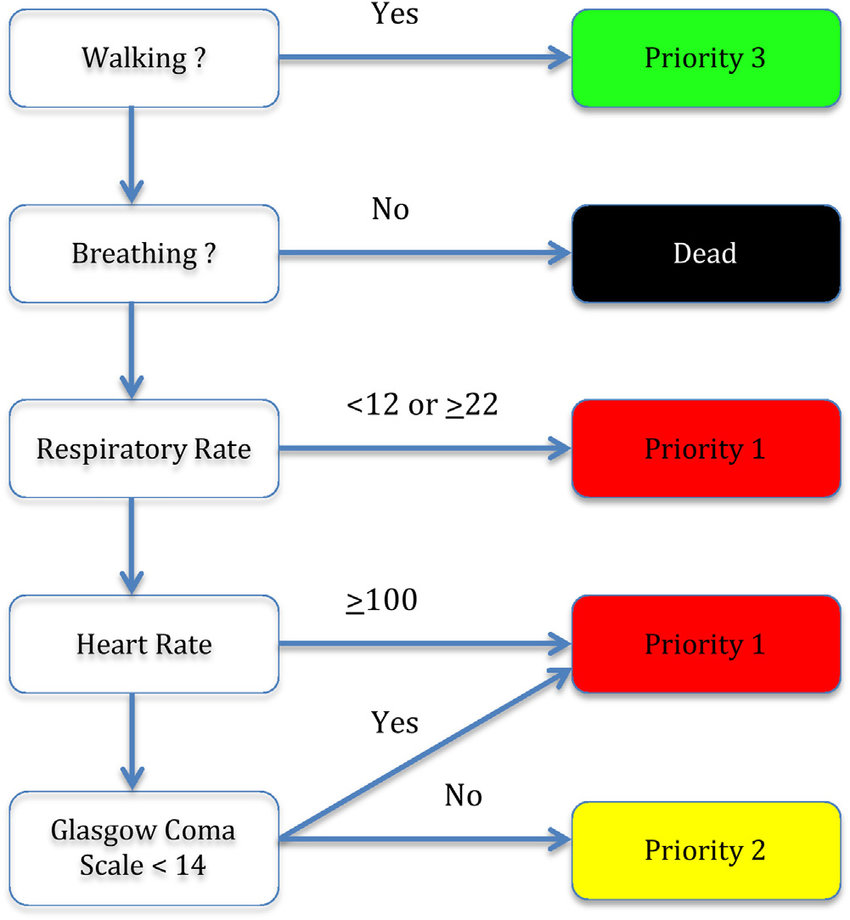 Yes
Walking ?
Priority 3
No
Breathing ?
Dead
<12 or ≥22
Respiratory Rate
Priority 1
≥100
Heart Rate
Priority 1
Yes
No
Glasgow Coma
Scale < 14
Priority 2